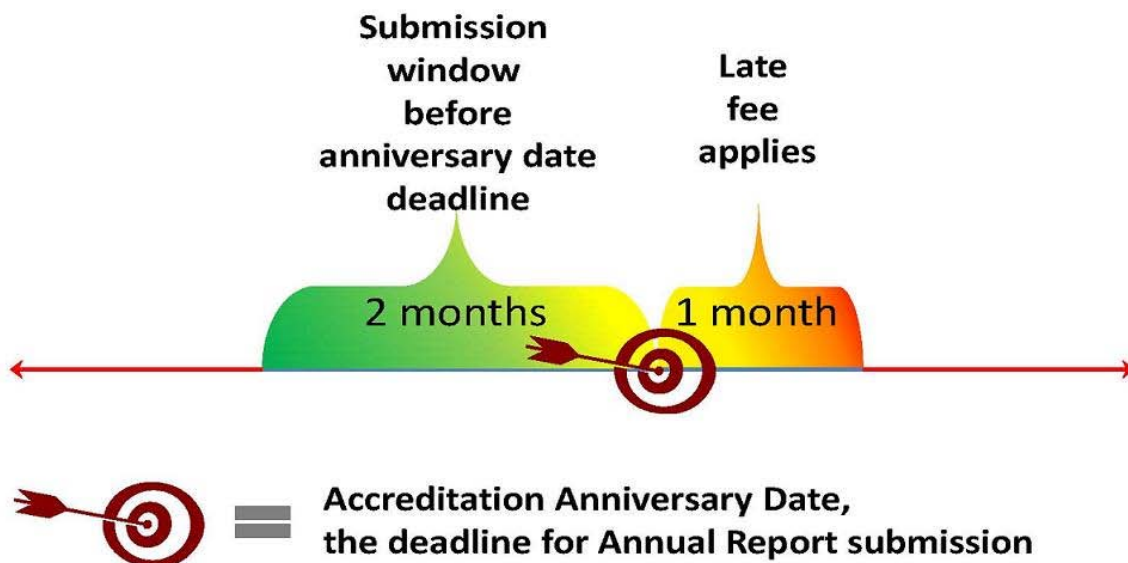 Submission
window
before
anniversary date
deadline
Late
fee
applies
2 months
1 month
Accreditation Anniversary Date,
the deadline for Annual Report submission